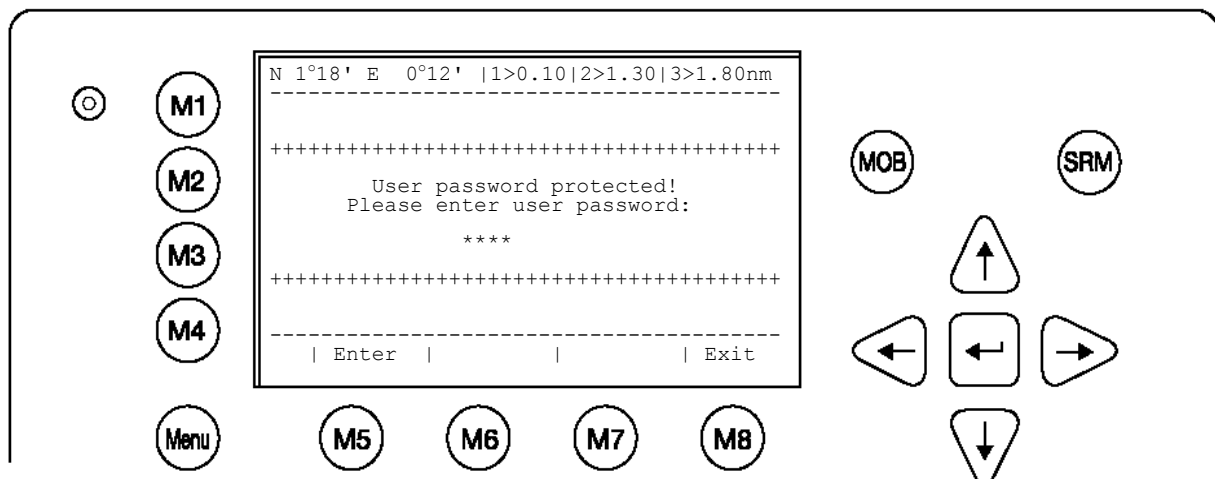 N 1°18' E  0°12' |1>0.10|2>1.30|3>1.80nm
----------------------------------------
++++++++++++++++++++++++++++++++++++++++
User password protected!
Please enter user password:
****
++++++++++++++++++++++++++++++++++++++++
----------------------------------------
| Enter  |         |         | Exit
M1
M2
M3
M4
Menu
M5
M6
M7
M8
MOB
SRM